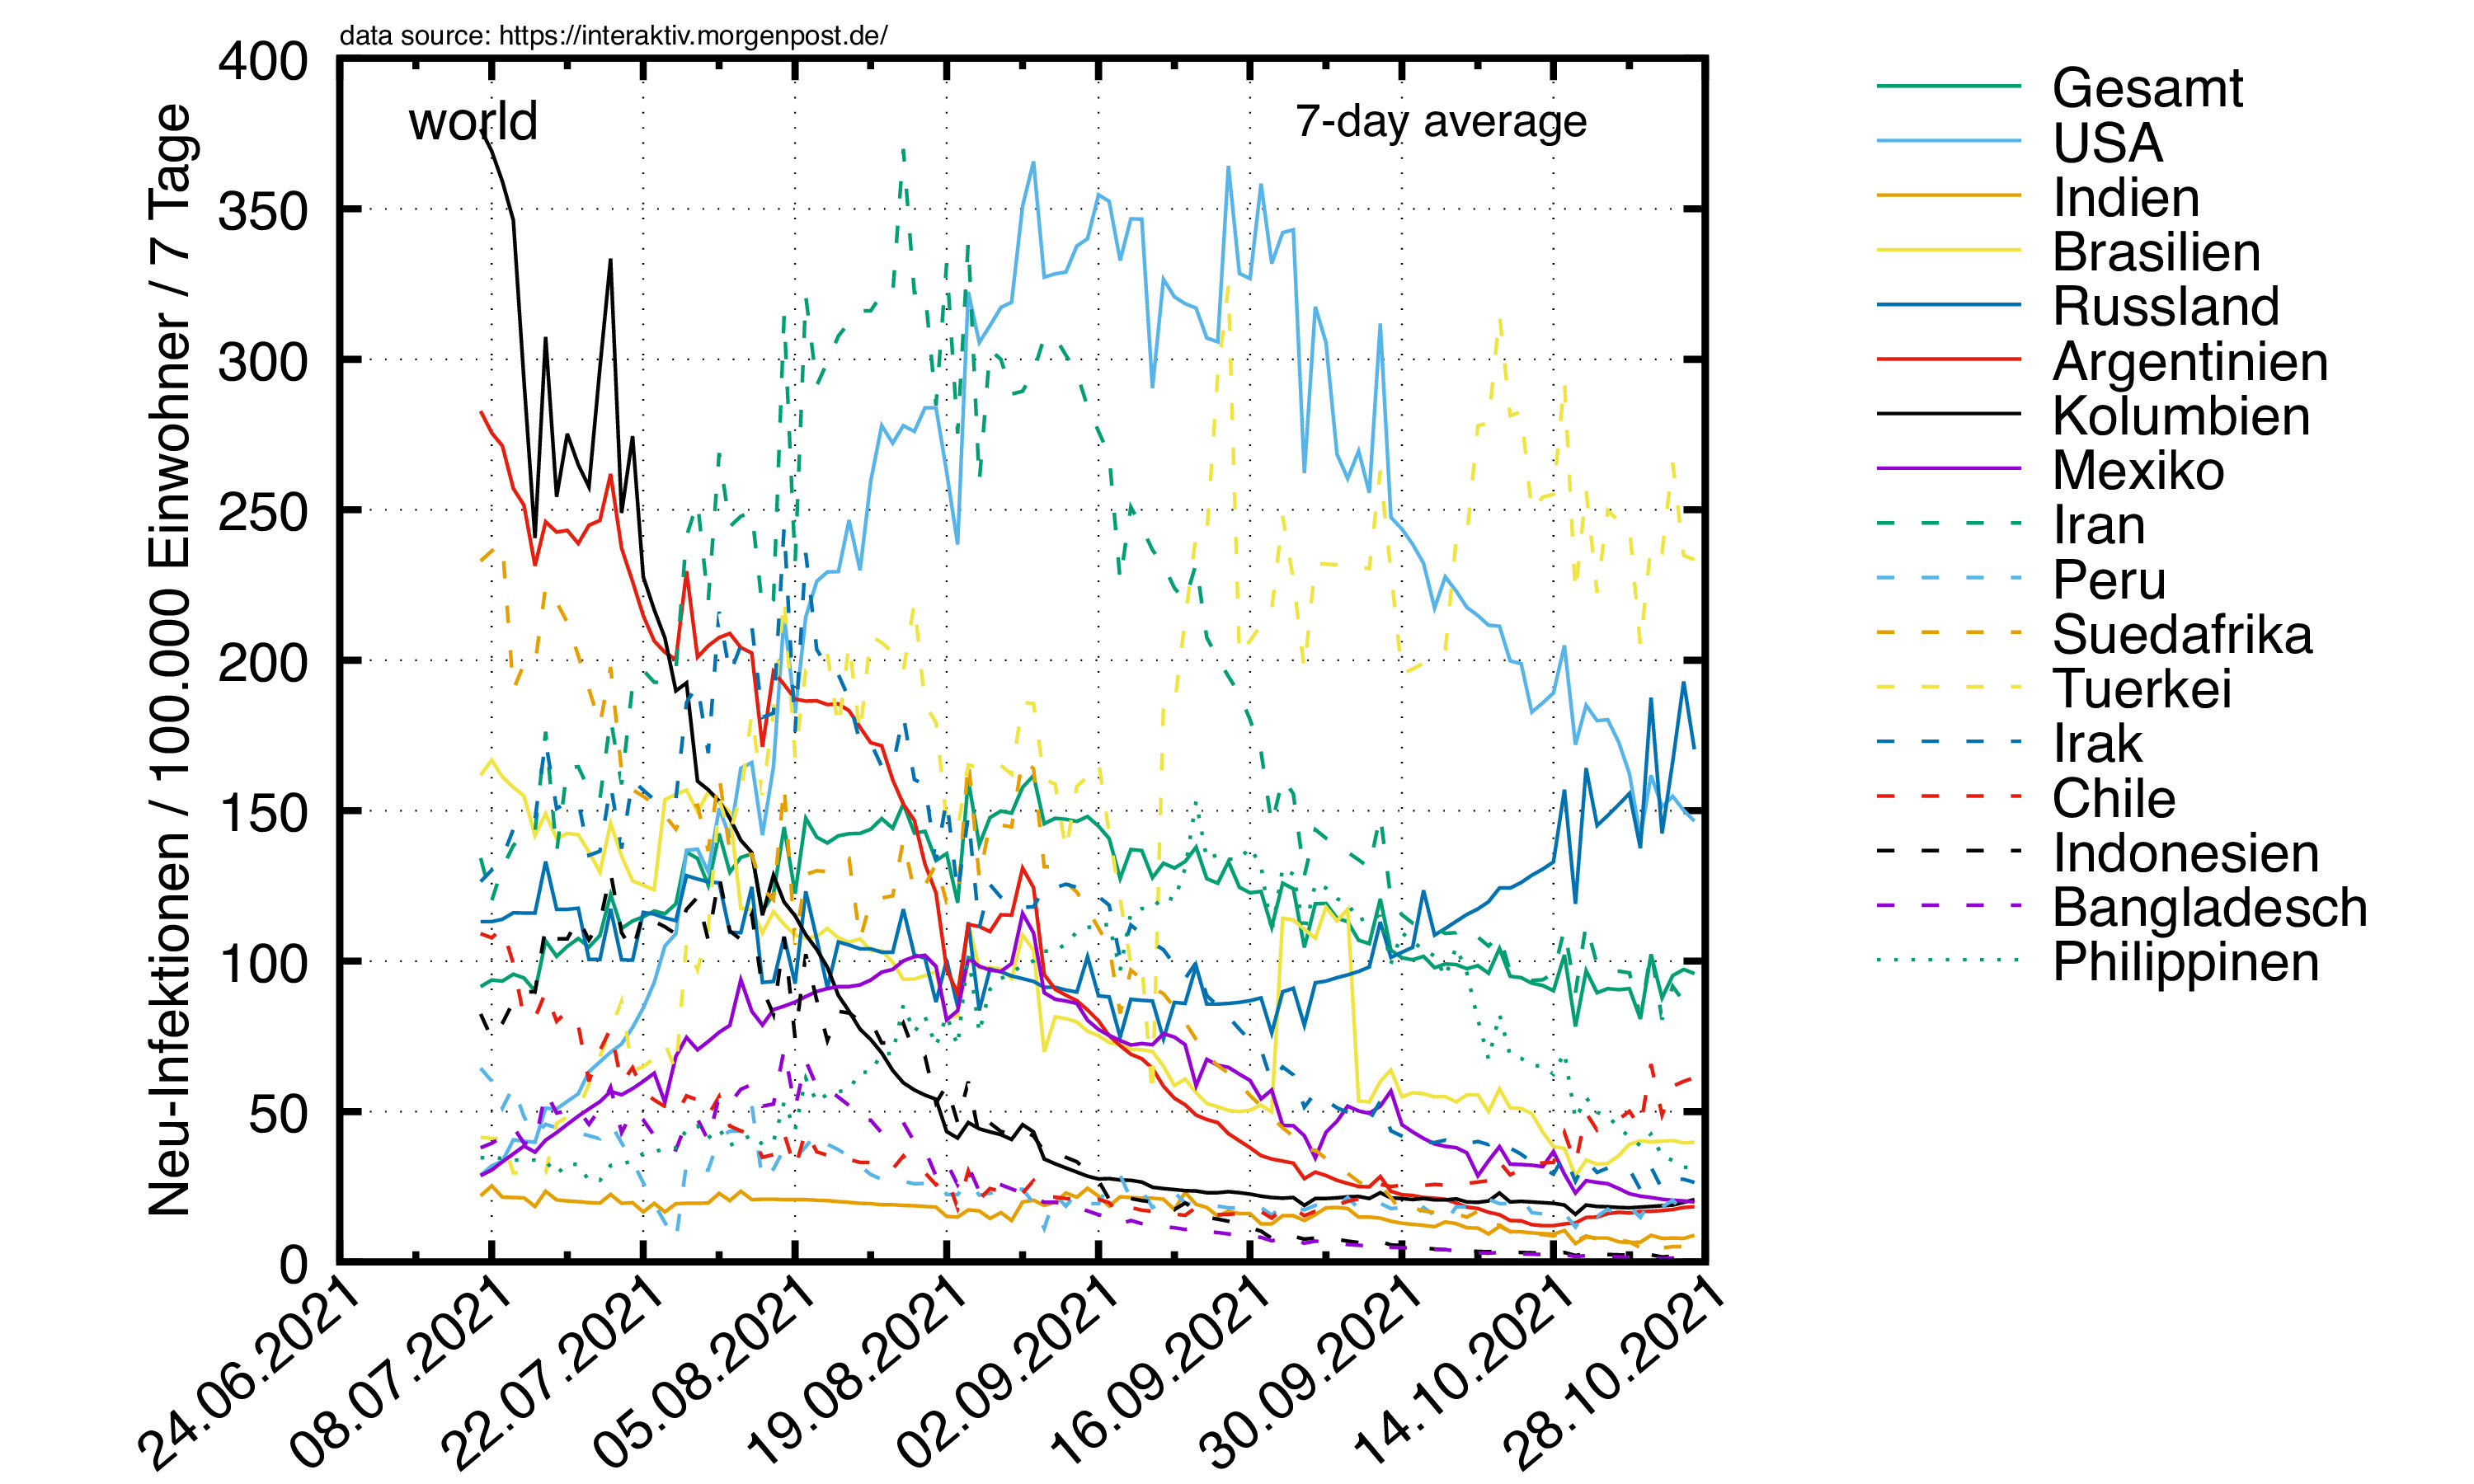 data source: https://interaktiv.morgenpost.de/
world
7-day average
Neu-Infektionen / 100.000 Einwohner / 7 Tage
400
350
300
250
200
150
100
50
0
24.06.2021
08.07.2021
22.07.2021
05.08.2021
19.08.2021
02.09.2021
16.09.2021
30.09.2021
14.10.2021
28.10.2021
Gesamt
USA
Indien
Brasilien
Russland
Argentinien
Kolumbien
Mexiko
Iran
Peru
Suedafrika
Tuerkei
Irak
Chile
Indonesien
Bangladesch
Philippinen